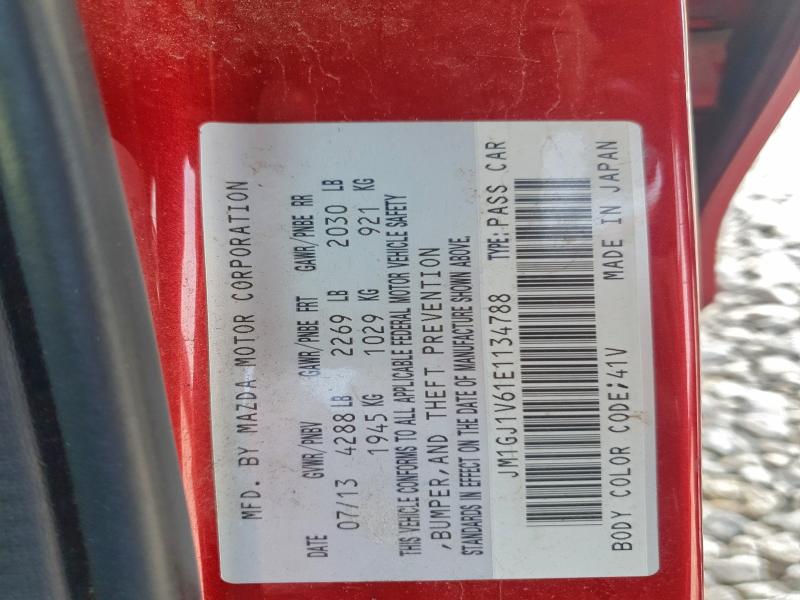 MFD. BY MAZDA MOTOR CORPORATION
DATE GVWR/PNBV GAWR/PNBE FRT GAWR/PNBE RR
07/13 4288 LB 2269 LB 2030 LB
1945 KG 1029 KG 921 KG
THIS VEHICLE CONFORMS TO ALL APPLICABLE FEDERAL MOTOR VEHICLE SAFETY
,BUMPER,AND THEFT PREVENTION
STANDARDS IN EFFECT ON THE DATE OF MANUFACTURE SHOWN ABOVE.
JM1GJ1V61E1134788 TYPE:PASS CAR
BODY COLOR CODE;41V MADE IN JAPAN